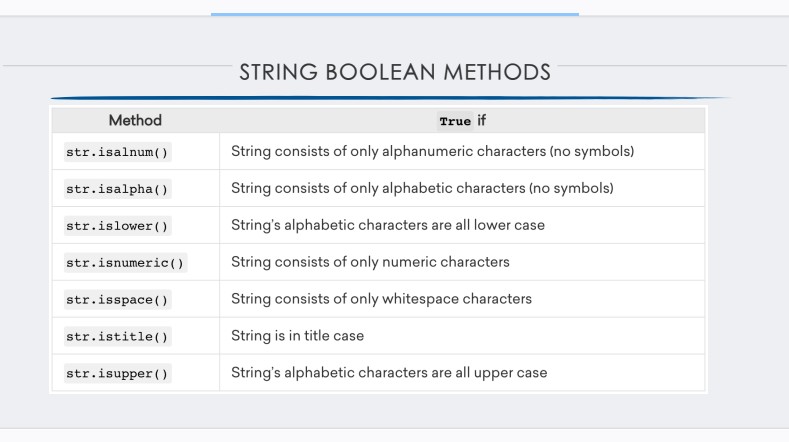 STRING BOOLEAN METHODS
Method True if
str.isalnum() String consists of only alphanumeric characters (no symbols)
str.isalpha() String consists of only alphabetic characters (no symbols)
str.islower() String's alphabetic characters are all lower case
str.isnumeric() String consists of only numeric characters
str.isspace() String consists of only whitespace characters
str.istitle() String is in title case
str.isupper() String's alphabetic characters are all upper case